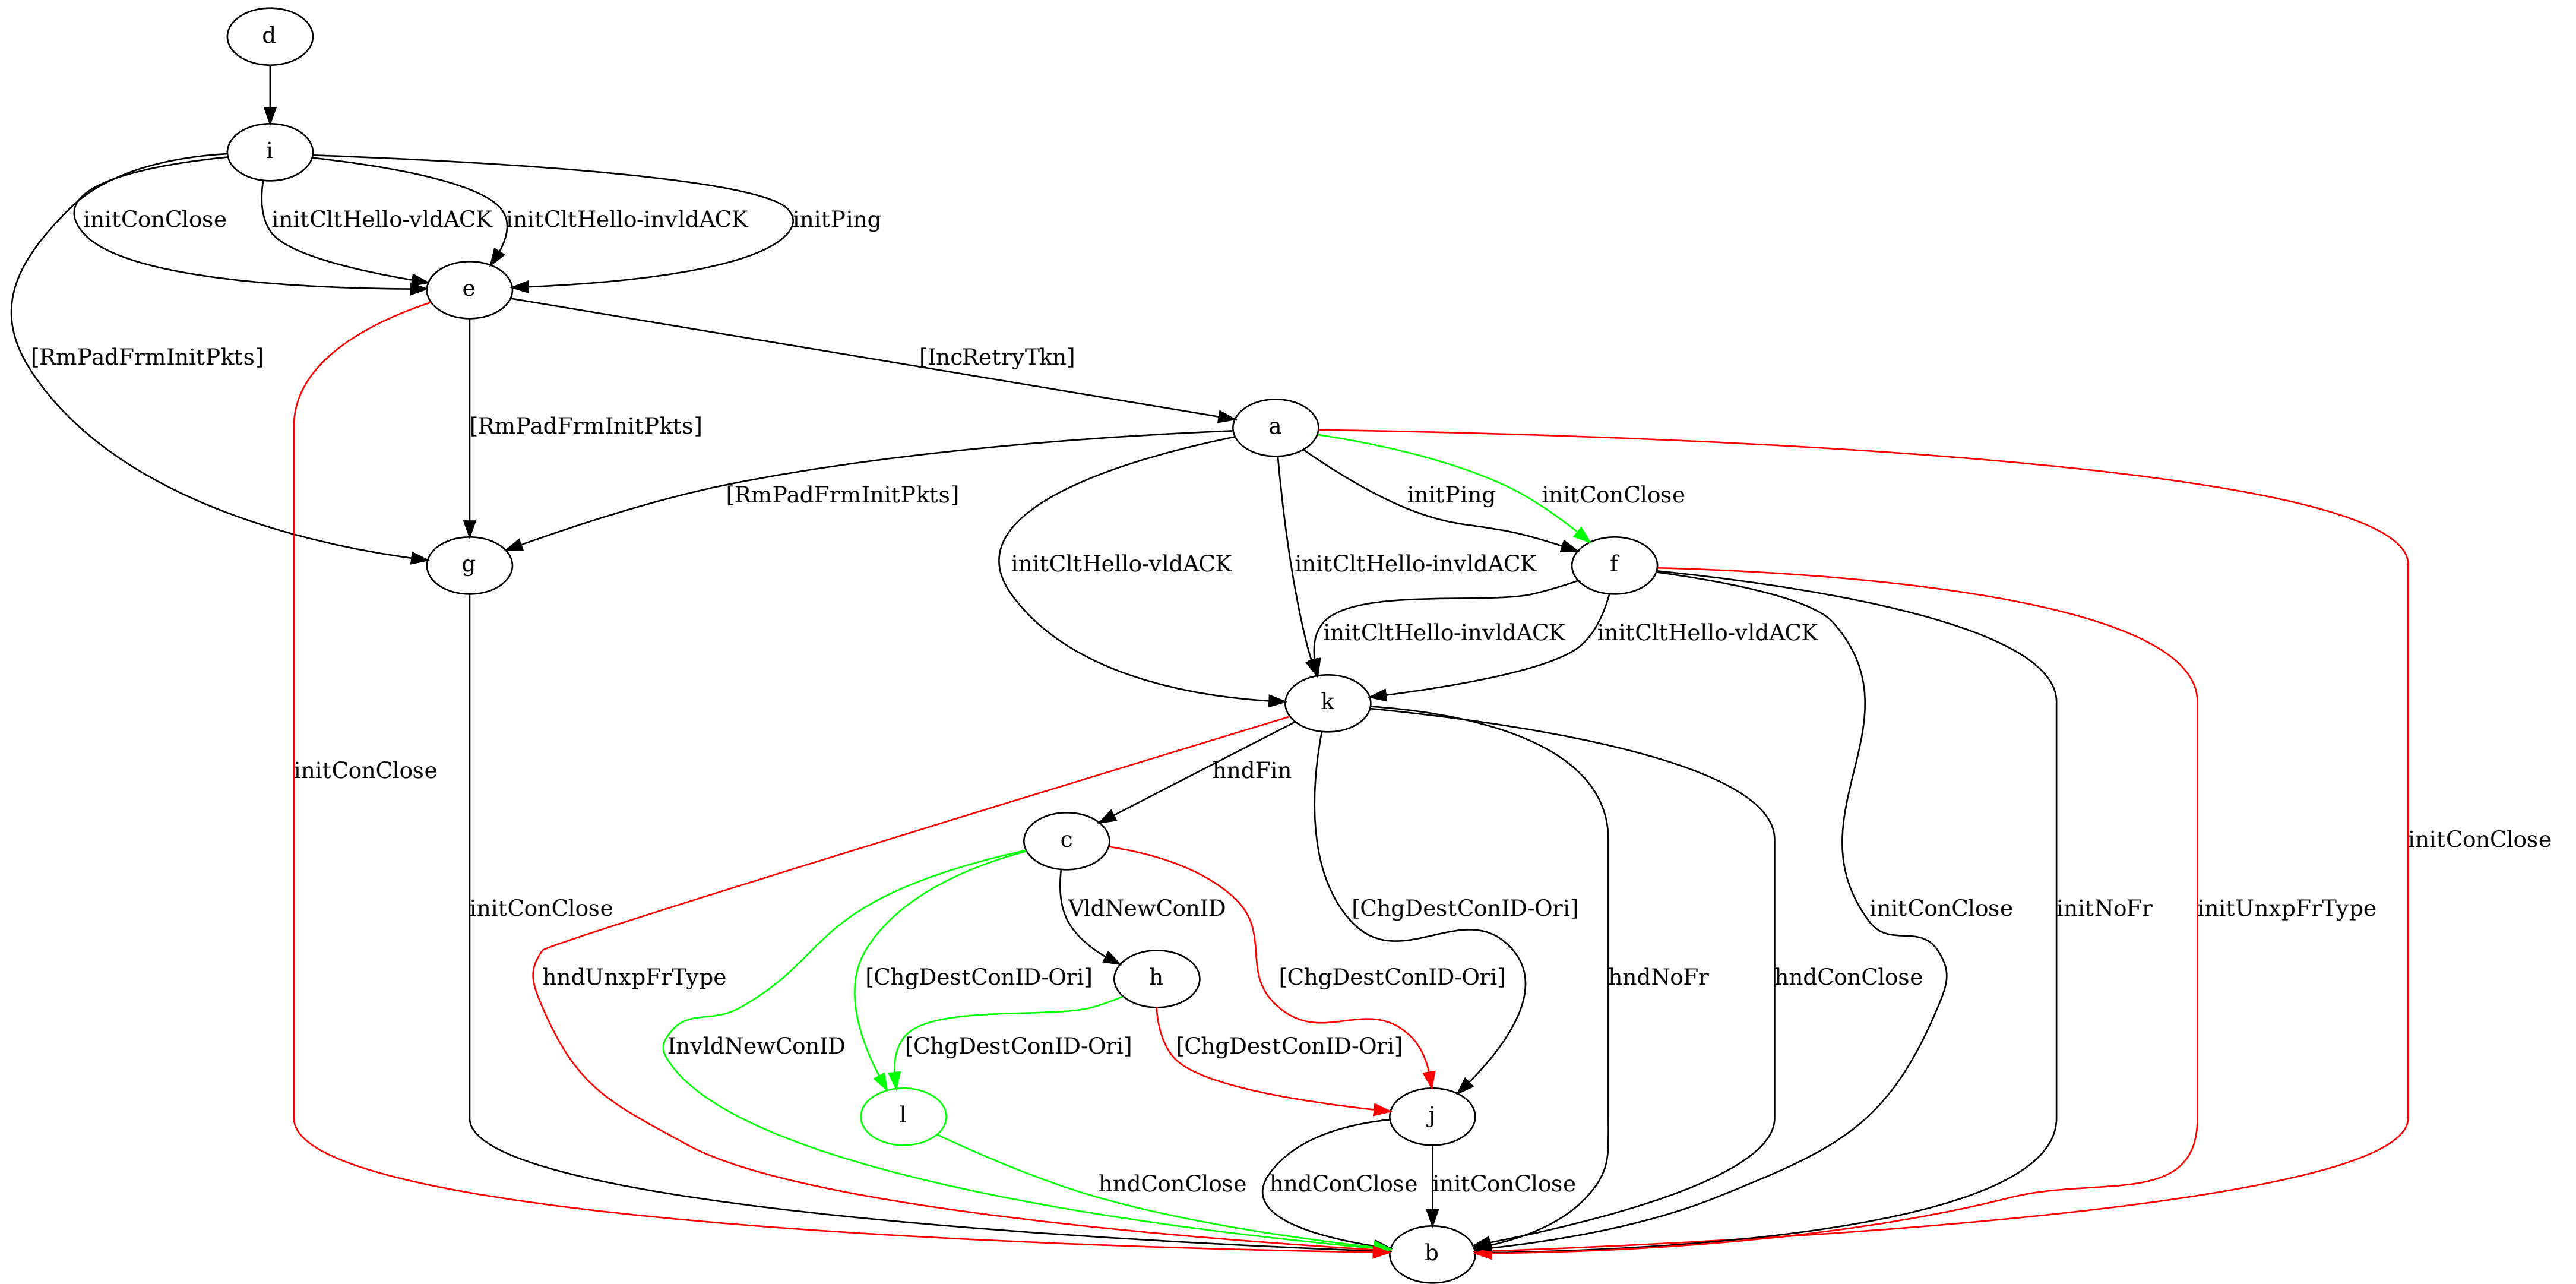 d
i
initConClose
initCltHello-vldACK
initCltHello-invldACK
initPing
e
[RmPadFrmInitPkts]
[IncRetryTkn]
[RmPadFrmInitPkts]
a
[RmPadFrmInitPkts]
initPing
initConClose
g
initCltHello-vldACK
initCltHello-invldACK
f
initCltHello-invldACK
initCltHello-vldACK
k
initConClose
hndFin
c
initConClose
initConClose
VldNewConID
[ChgDestConID-Ori]
initConClose
initNoFr
initUnxpFrType
hndUnxpFrType
[ChgDestConID-Ori]
h
[ChgDestConID-Ori]
hndNoFr
hndConClose
InvldNewConID
[ChgDestConID-Ori]
[ChgDestConID-Ori]
l
j
hndConClose
hndConClose
initConClose
b